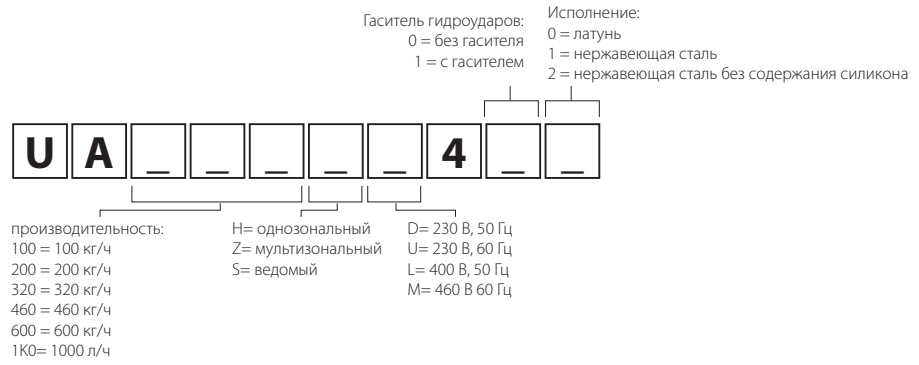 Гаситель гидроударов:
0 = без гасителя
1 = с гасителем
Исполнение:
0 = латунь
1 = нержавеющая сталь
2 = нержавеющая сталь без содержания силикона
U A _ _ _ _ _ 4 _ _
производительность:
100 = 100 кг/ч
200 = 200 кг/ч
320 = 320 кг/ч
460 = 460 кг/ч
600 = 600 кг/ч
1K0= 1000 л/ч
H= однозональный
Z= мультизональный
S= ведомый
D= 230 В, 50 Гц
U= 230 В, 60 Гц
L= 400 В, 50 Гц
M= 460 В 60 Гц